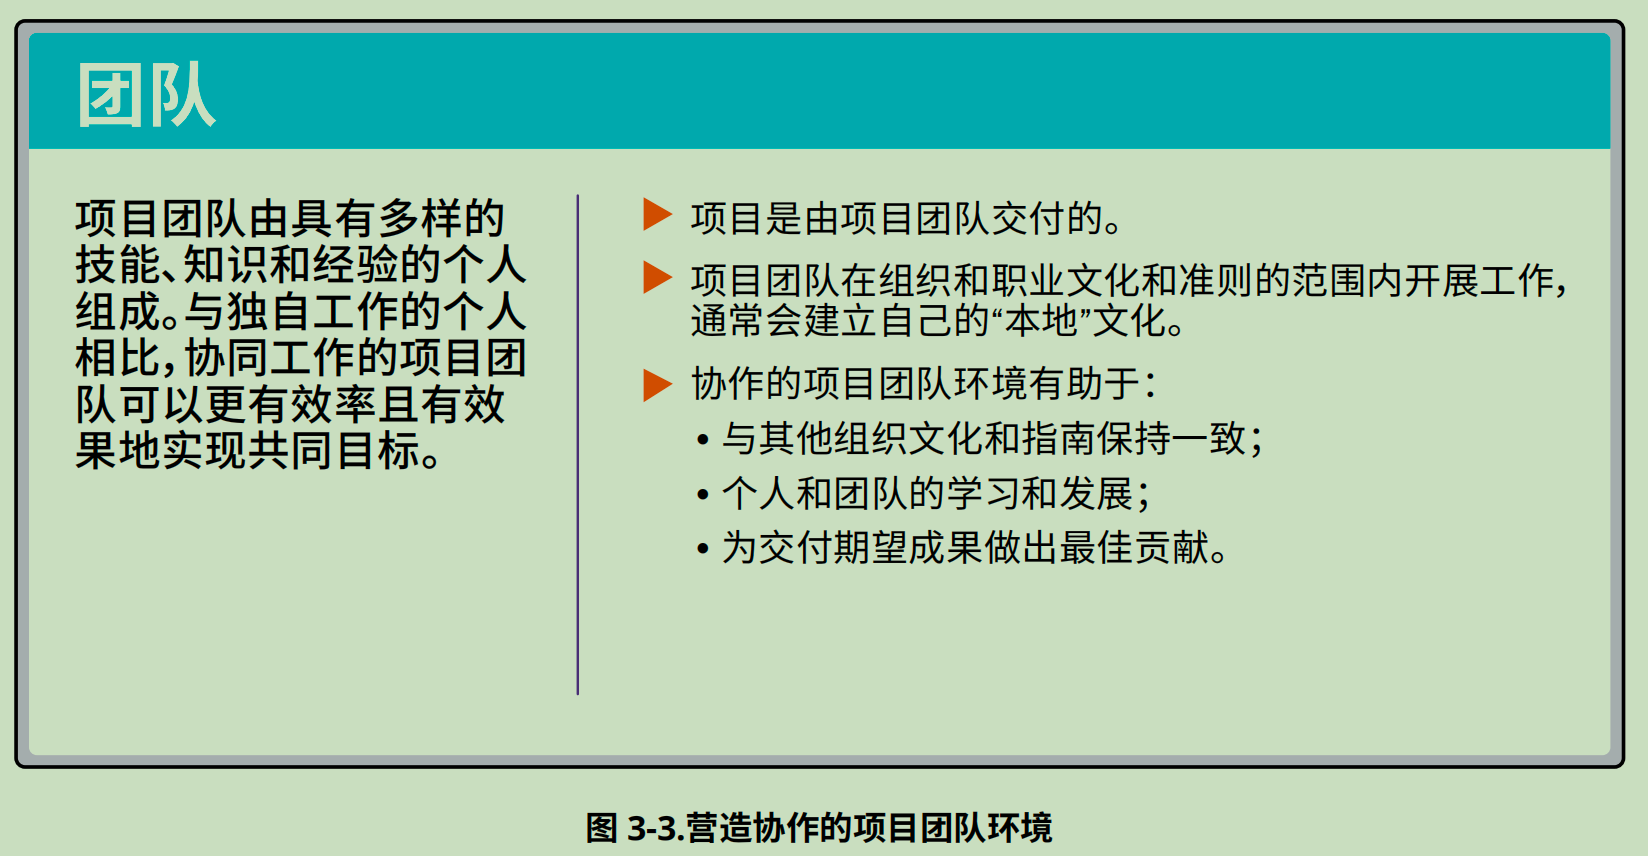 团队
项目团队由具有多样的
技能、知识和经验的个人
组成。与独自工作的个人
相比，协同工作的项目团
队可以更有效率且有效
果地实现共同目标。
项目是由项目团队交付的。
项目团队在组织和职业文化和准则的范围内开展工作，
通常会建立自己的“本地”文化。
协作的项目团队环境有助于：
• 与其他组织文化和指南保持一致；
• 个人和团队的学习和发展；
• 为交付期望成果做出最佳贡献。
图 3-3.营造协作的项目团队环境